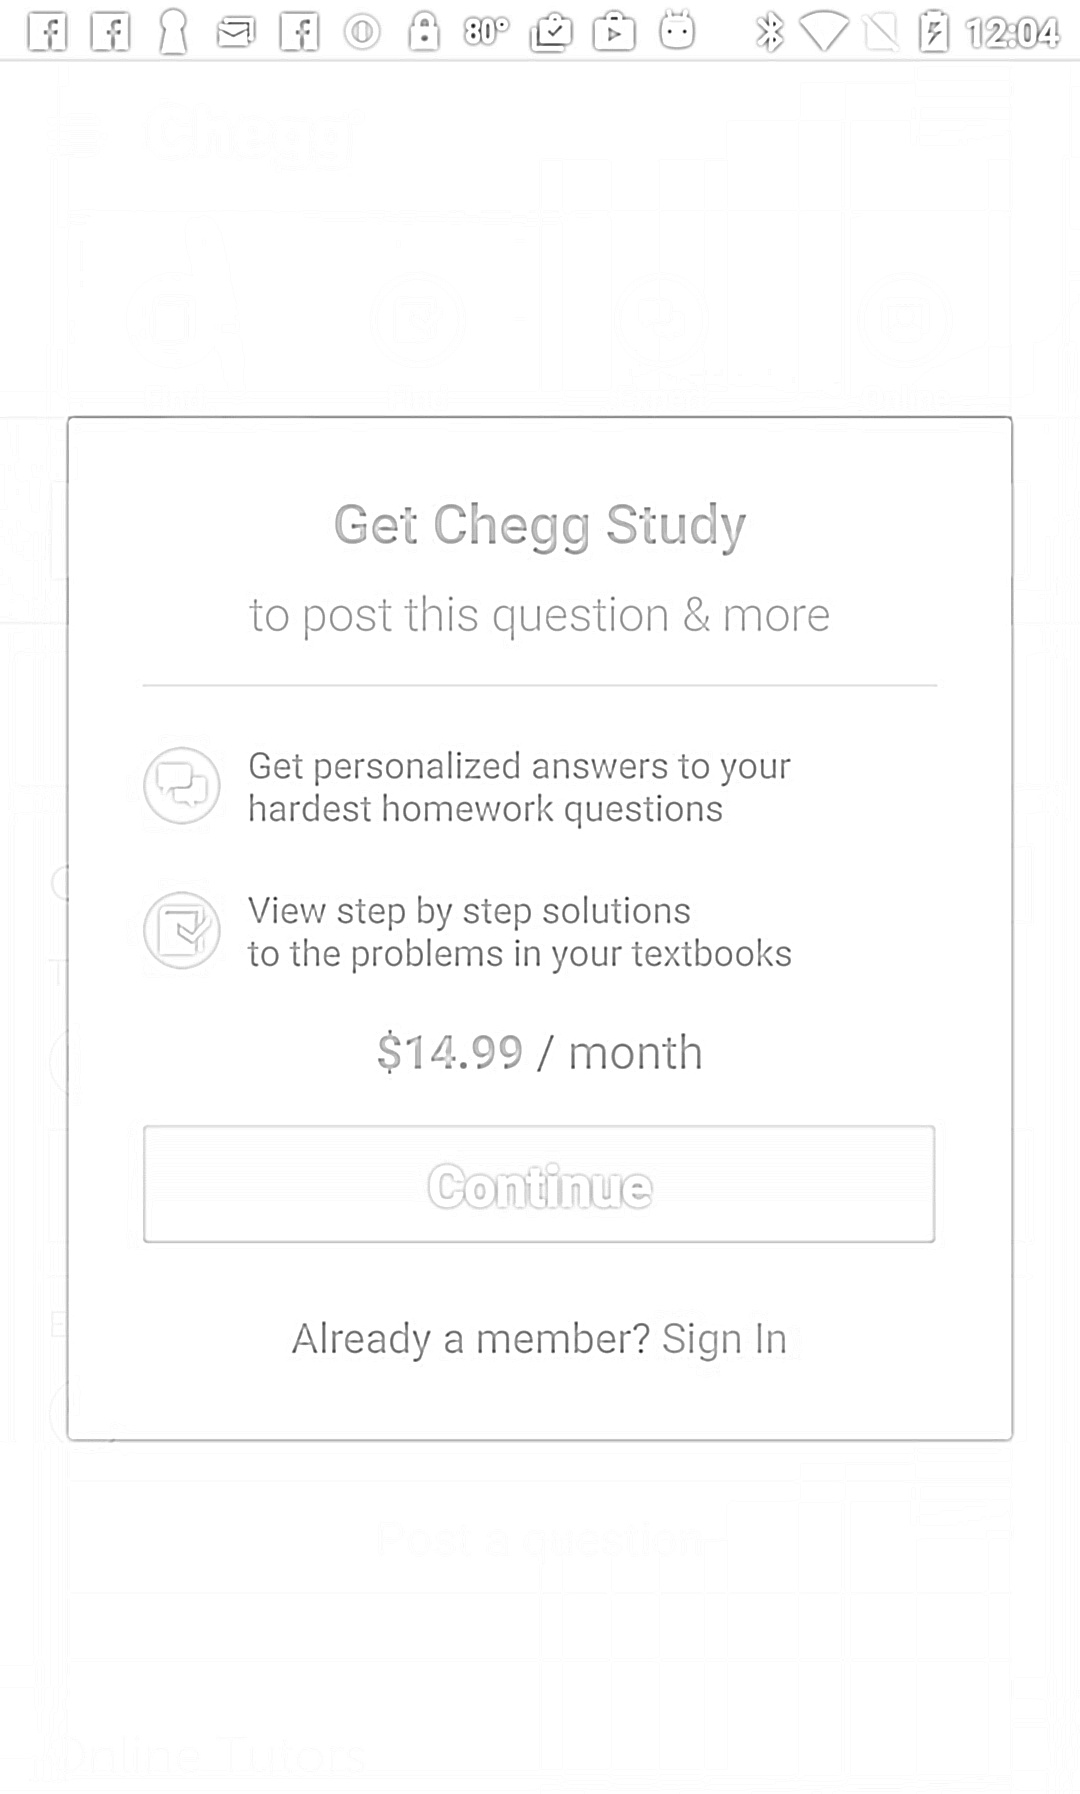 80° 12:04
Chegg
Get Chegg Study
to post this question & more
Get personalized answers to your
hardest homework questions
View step by step solutions
to the problems in your textbooks
$14.99 / month
Continue
Already a member? Sign In
Post a question
Online Tutors